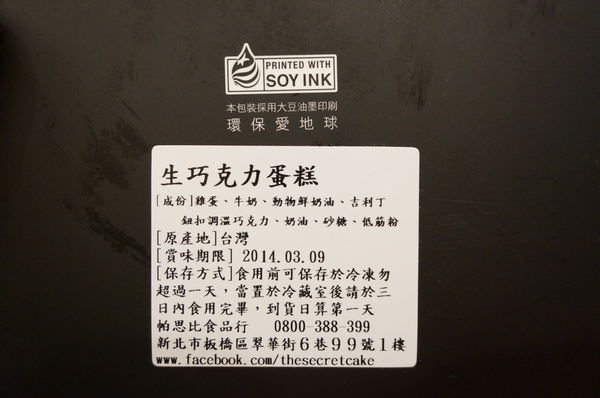 PRINTED WITH
SOY INK
本包裝採用大豆油墨印刷
環保愛地球
生巧克力蛋糕
[成份]雞蛋、牛奶、動物鮮奶油、吉利丁
鈕扣調溫巧克力、奶油、砂糖、低筋粉
[原產地]台灣
[賞味期限] 2014.03.09
[保存方式]食用前可保存於冷凍勿
超過一天，當置於冷藏室後請於三
日內食用完畢，到貨日算第一天
帕思比食品行 0800-388-399
新北市板橋區翠華街6巷99號1樓
www.facebook.com/thesecretcake